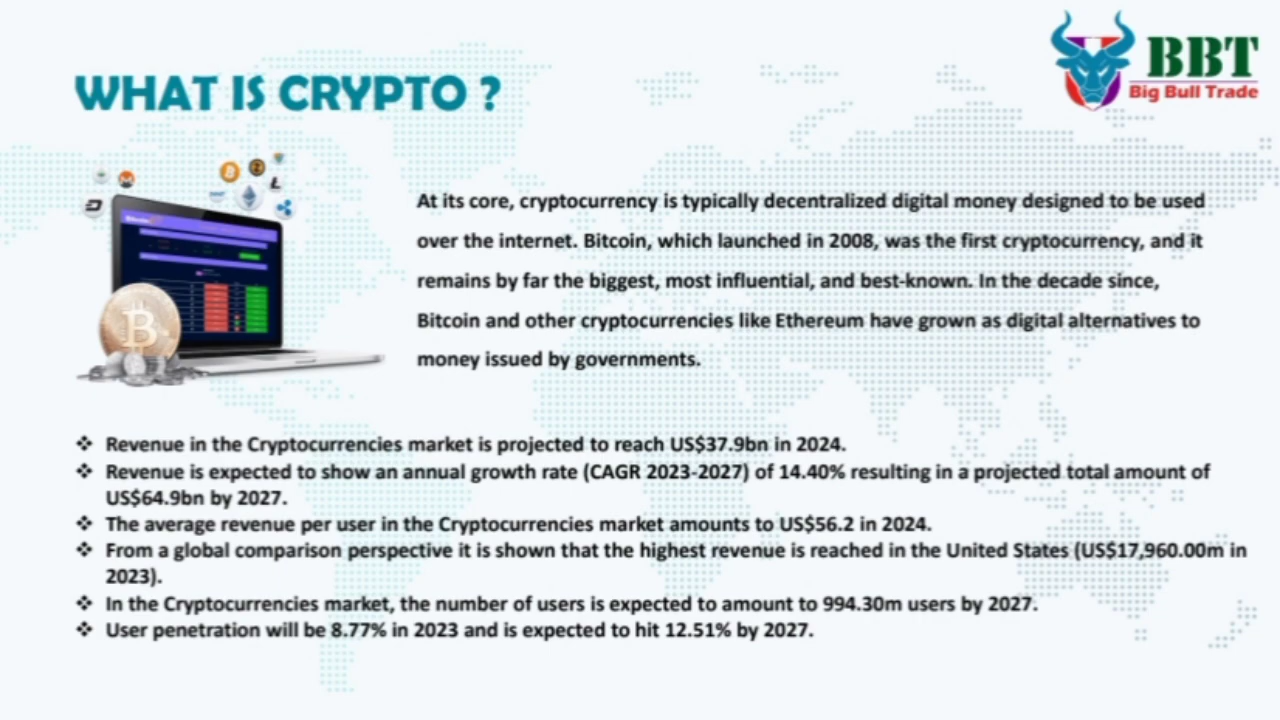 WHAT IS CRYPTO ?
BBT
Big Bull Trade
At its core, cryptocurrency is typically decentralized digital money designed to be used
over the internet. Bitcoin, which launched in 2008, was the first cryptocurrency, and it
remains by far the biggest, most influential, and best-known. In the decade since,
Bitcoin and other cryptocurrencies like Ethereum have grown as digital alternatives to
money issued by governments.
❖ Revenue in the Cryptocurrencies market is projected to reach US$37.9bn in 2024.
❖ Revenue is expected to show an annual growth rate (CAGR 2023-2027) of 14.40% resulting in a projected total amount of
US$64.9bn by 2027.
❖ The average revenue per user in the Cryptocurrencies market amounts to US$56.2 in 2024.
❖ From a global comparison perspective it is shown that the highest revenue is reached in the United States (US$17,960.00m in
2023).
❖ In the Cryptocurrencies market, the number of users is expected to amount to 994.30m users by 2027.
❖ User penetration will be 8.77% in 2023 and is expected to hit 12.51% by 2027.